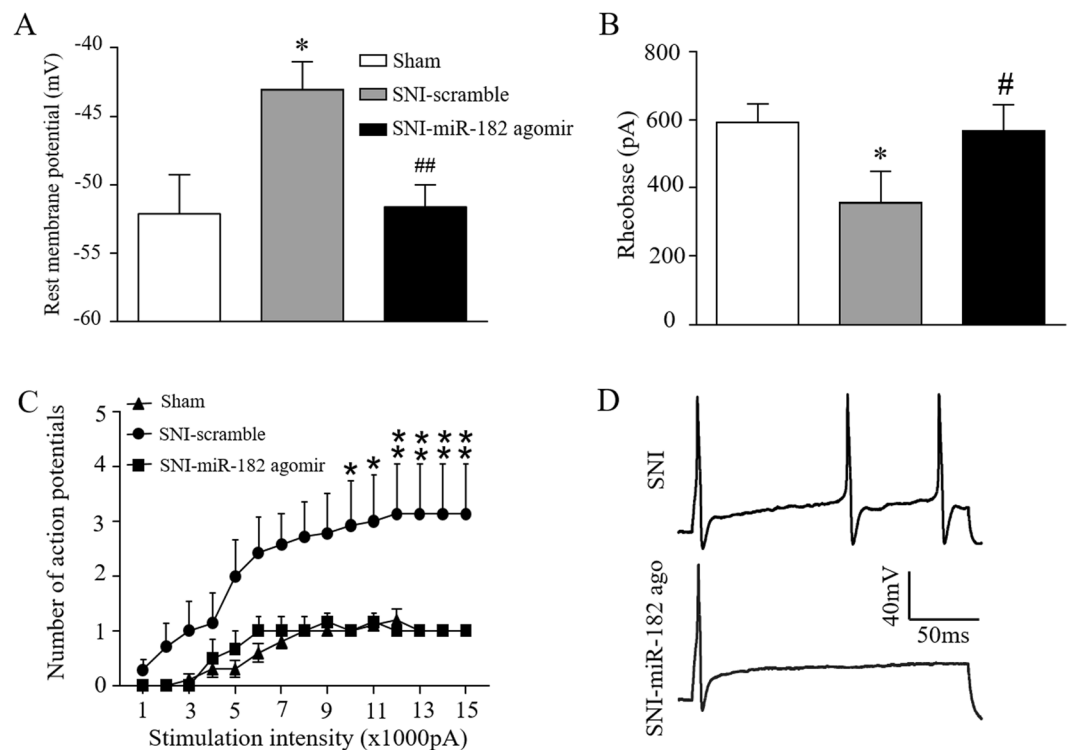 A
Rest membrane potential (mV)
-40
-45
-50
-55
-60
*
##
Sham
SNI-scramble
SNI-miR-182 agomir
B
Rheobase (pA)
800
600
400
200
0
*
#
C
Number of action potentials
5
4
3
2
1
0
Sham
SNI-scramble
SNI-miR-182 agomir
* * * *
* * * * * *
1 3 5 7 9 11 13 15
Stimulation intensity (x1000pA)
D
SNI
SNI-miR-182 ago
40mV
50ms